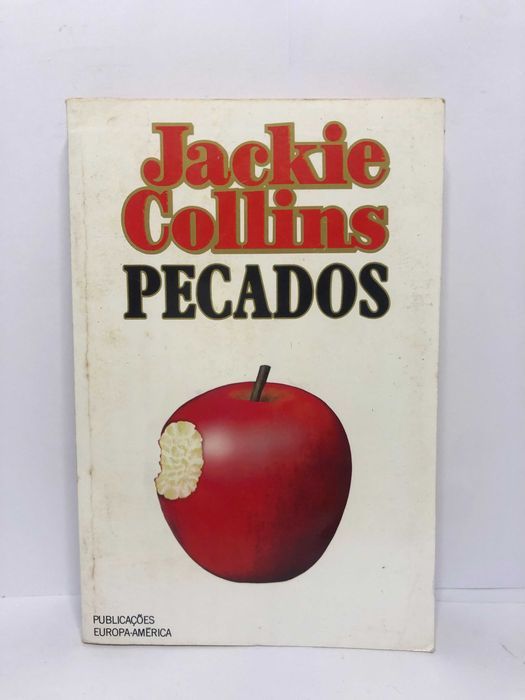 Jackie
Collins
PECADOS
PUBLICAÇÕES
EUROPA-AMÉRICA